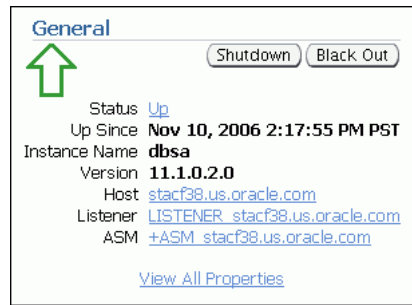 General
Shutdown Black Out
Status Up
Up Since Nov 10, 2006 2:17:55 PM PST
Instance Name dbsa
Version 11.1.0.2.0
Host stacf38.us.oracle.com
Listener LISTENER_stacf38.us.oracle.com
ASM +ASM_stacf38.us.oracle.com
View All Properties